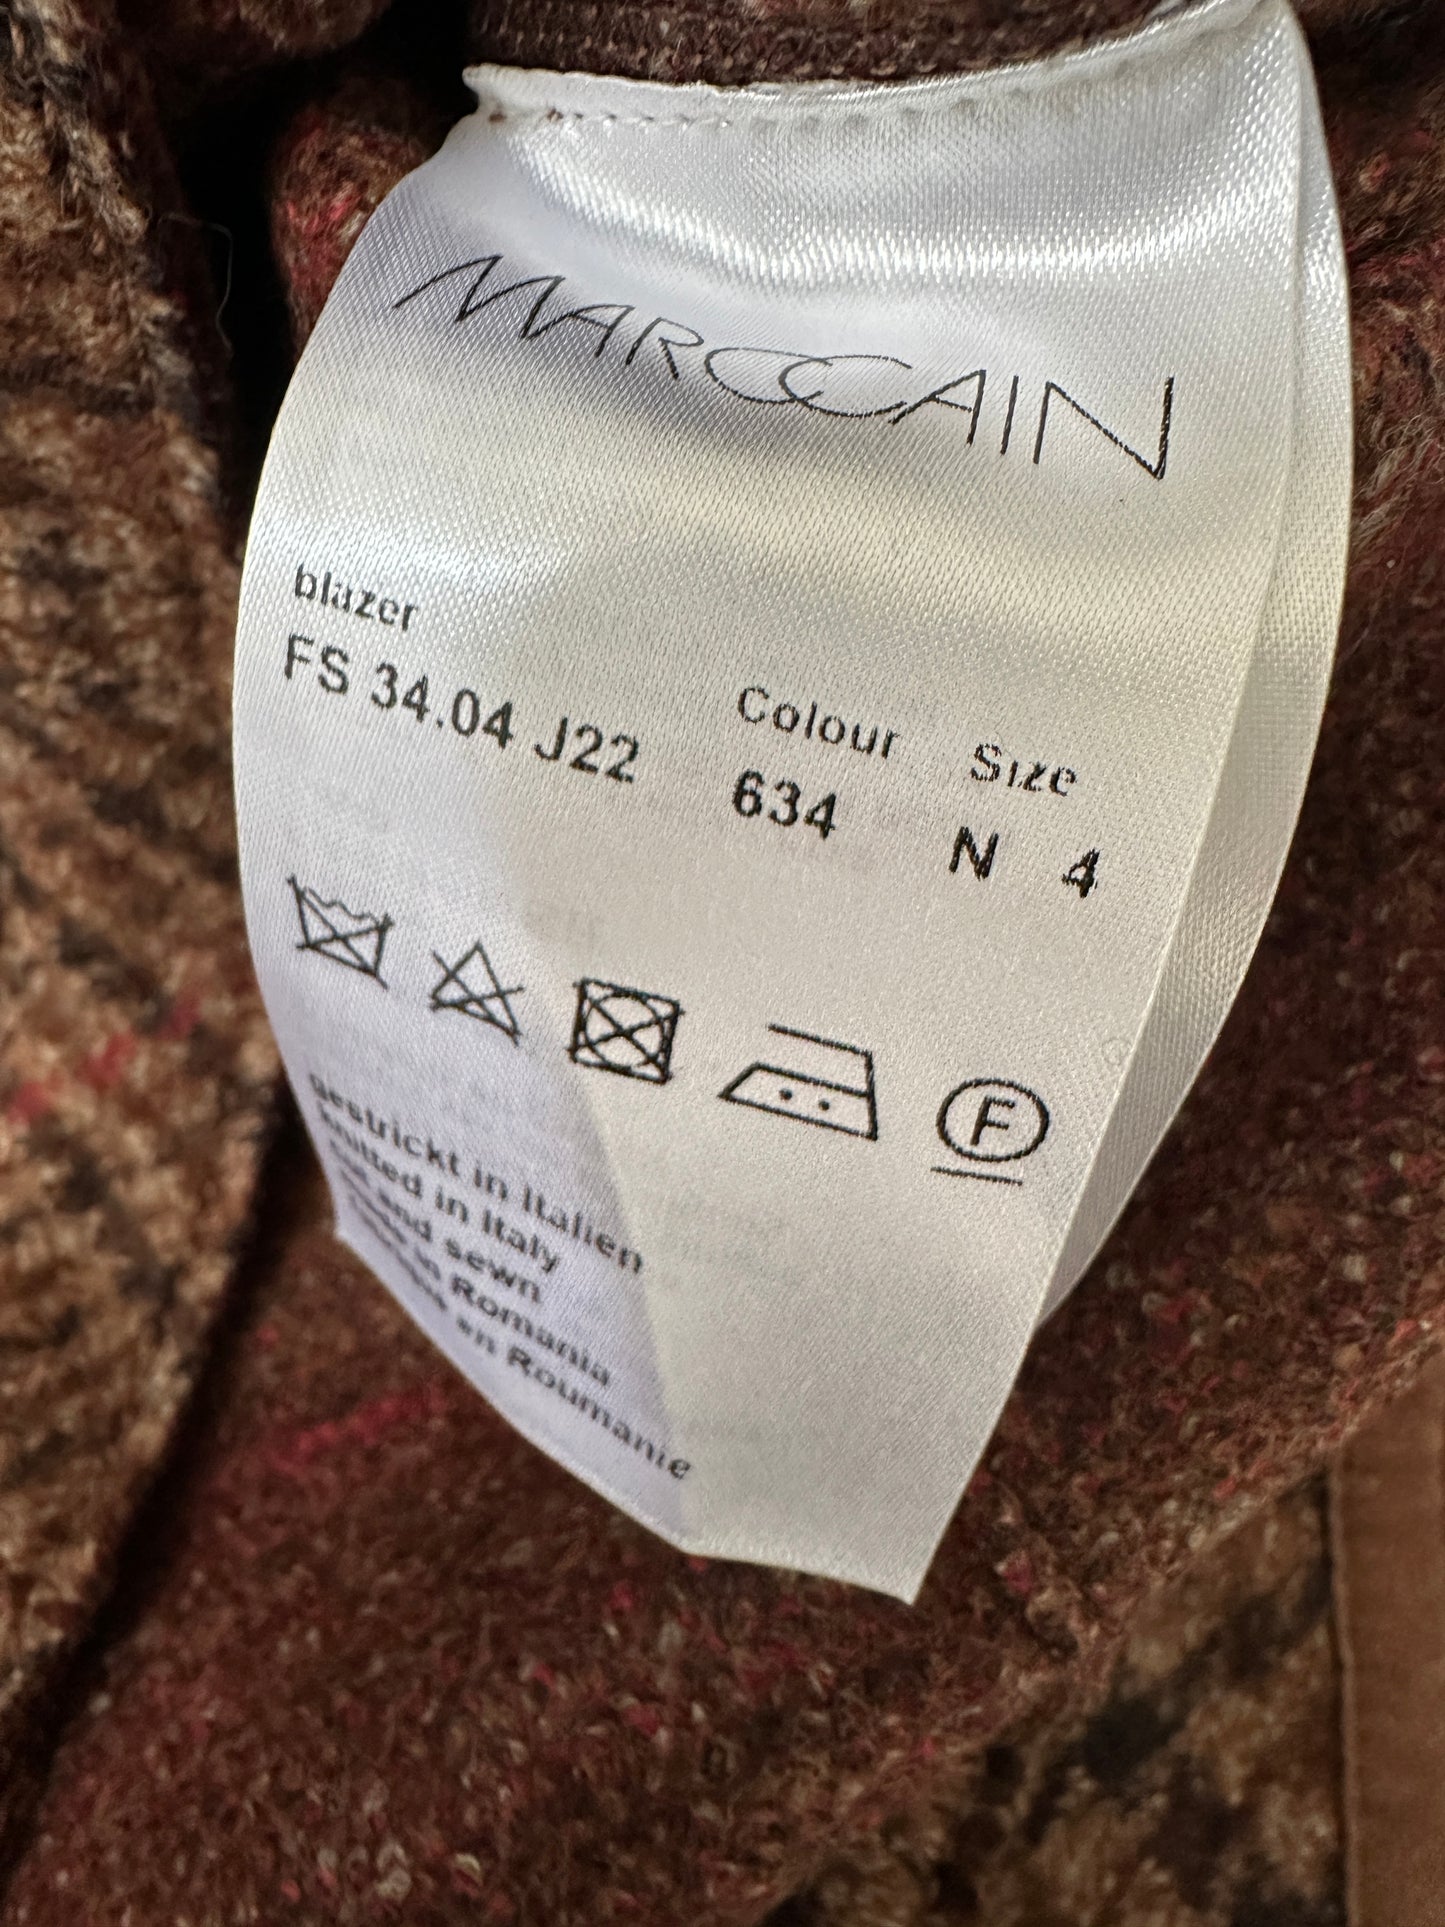 MARCCAIN
blazer
FS 34.04 J22
Colour
634
Size
N 4
F
gestrickt in Italien
knitted in Italy
and sewn
in Romania
en Roumanie